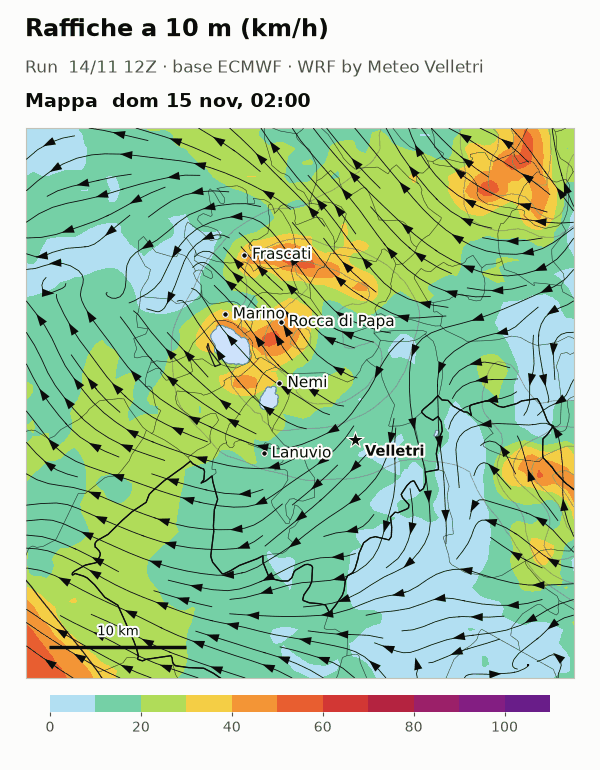 Raffiche a 10 m (km/h)
Run  14/11 12Z · base ECMWF · WRF by Meteo Velletri
Mappa  dom 15 nov, 02:00
Frascati
Marino
Rocca di Papa
Nemi
Velletri
Lanuvio
10 km
0 20 40 60 80 100